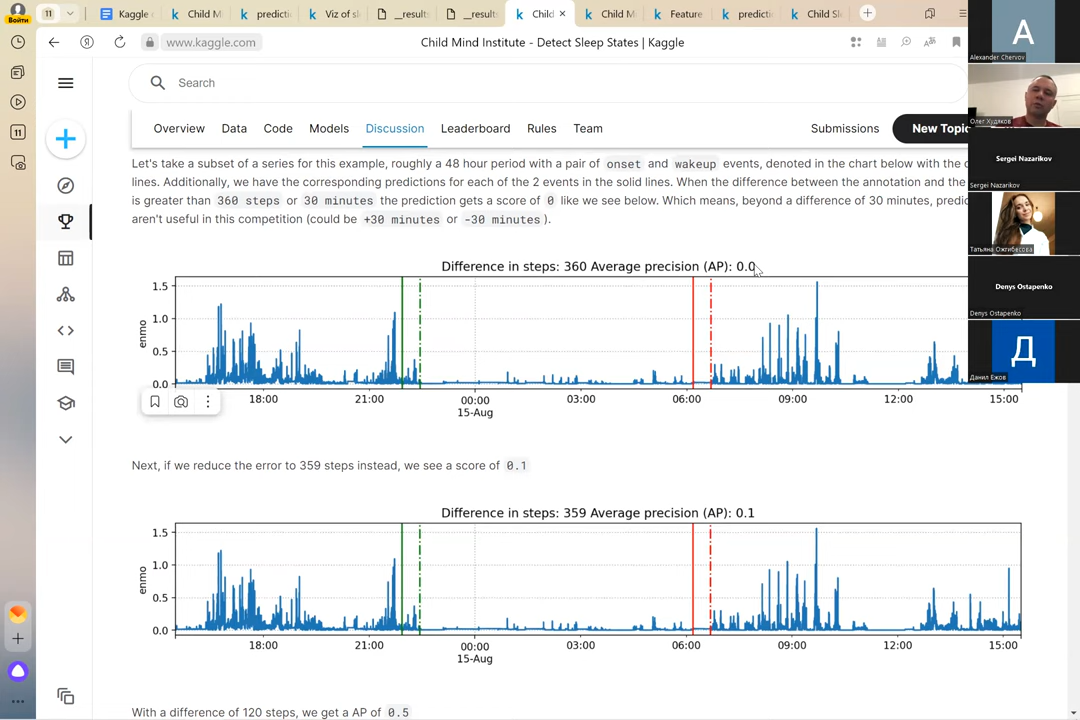 Войти
11
Kaggle
Child M
predicti
Viz of sl
__results
__results
Child
Child M
Feature
predictio
Child Sl
www.kaggle.com
Child Mind Institute - Detect Sleep States | Kaggle
11
Search
Overview
Data
Code
Models
Discussion
Leaderboard
Rules
Team
Submissions
New Topic
Let's take a subset of a series for this example, roughly a 48 hour period with a pair of onset and wakeup events, denoted in the chart below with the
lines. Additionally, we have the corresponding predictions for each of the 2 events in the solid lines. When the difference between the annotation and the
is greater than 360 steps or 30 minutes the prediction gets a score of 0 like we see below. Which means, beyond a difference of 30 minutes, predic
aren't useful in this competition (could be +30 minutes or -30 minutes).
Difference in steps: 360 Average precision (AP): 0.0
enmo
1.5
1.0
0.5
0.0
18:00
21:00
00:00
15-Aug
03:00
06:00
09:00
12:00
15:00
Next, if we reduce the error to 359 steps instead, we see a score of 0.1
Difference in steps: 359 Average precision (AP): 0.1
enmo
1.5
1.0
0.5
0.0
18:00
21:00
00:00
15-Aug
03:00
06:00
09:00
12:00
15:00
With a difference of 120 steps, we get a AP of 0.5
A
Alexander Chervov
Олег Худяков
Sergei Nazarikov
Sergei Nazarikov
Татьяна Ожгибесова
Denys Ostapenko
Denys Ostapenko
Д
Данил Ежов